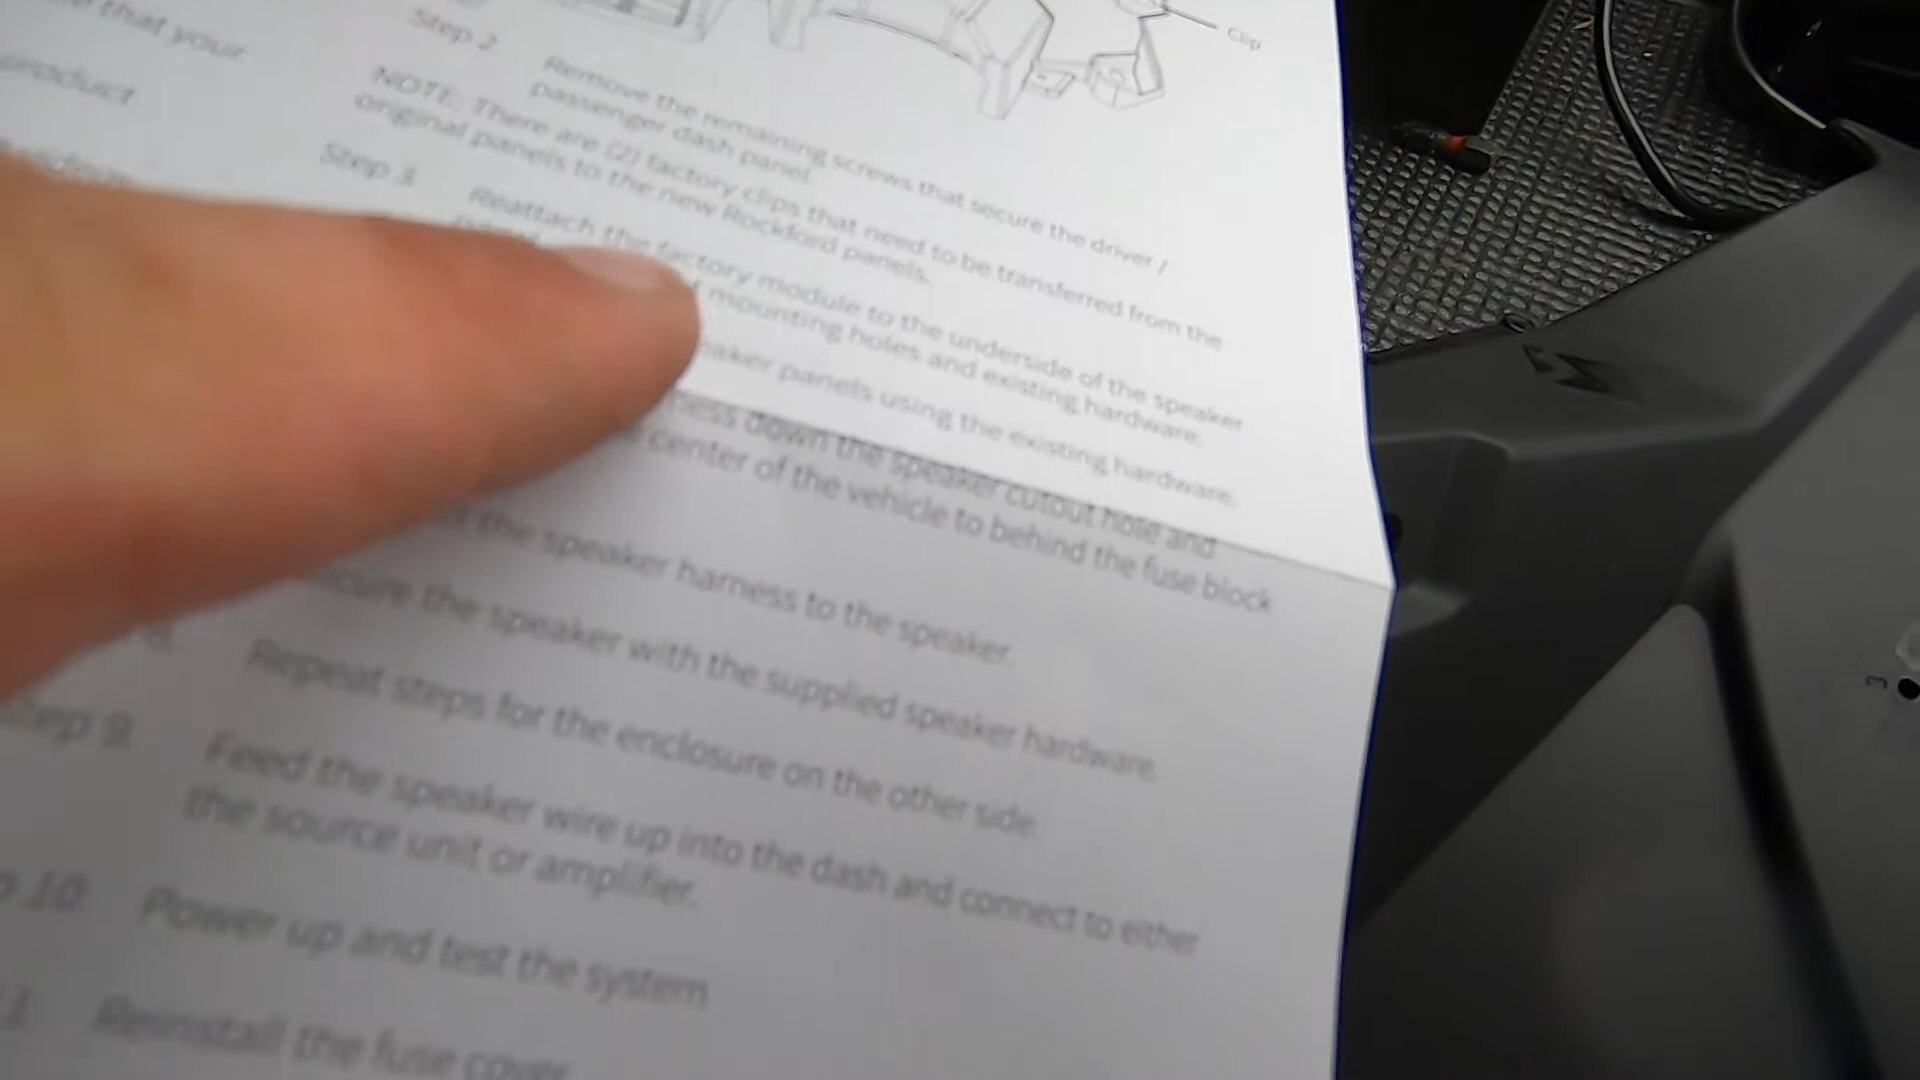 that your
product
Clip
Step 2
Remove the remaining screws that secure the driver /
passenger dash panel.
NOTE: There are (2) factory clips that need to be transferred from the
original panels to the new Rockford panels.
Step 3
Reattach the factory module to the underside of the speaker
mounting holes and existing hardware.
panels using the existing hardware.
down the speaker cutout hole and
center of the vehicle to behind the fuse block
the speaker harness to the speaker.
the speaker with the supplied speaker hardware.
8.
Repeat steps for the enclosure on the other side.
Step 9.
Feed the speaker wire up into the dash and connect to either
the source unit or amplifier.
10:
Power up and test the system
Reinstall the fuse cover
3